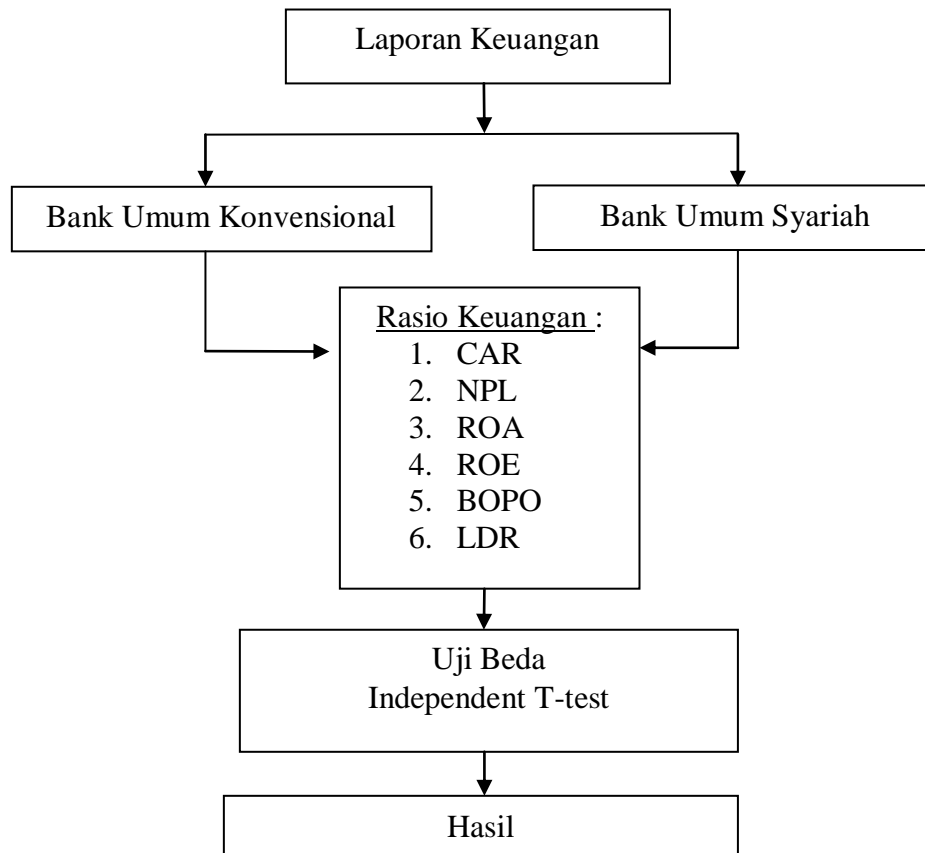 Laporan Keuangan
Bank Umum Konvensional
Bank Umum Syariah
Rasio Keuangan :
1. CAR
2. NPL
3. ROA
4. ROE
5. BOPO
6. LDR
Uji Beda
Independent T-test
Hasil